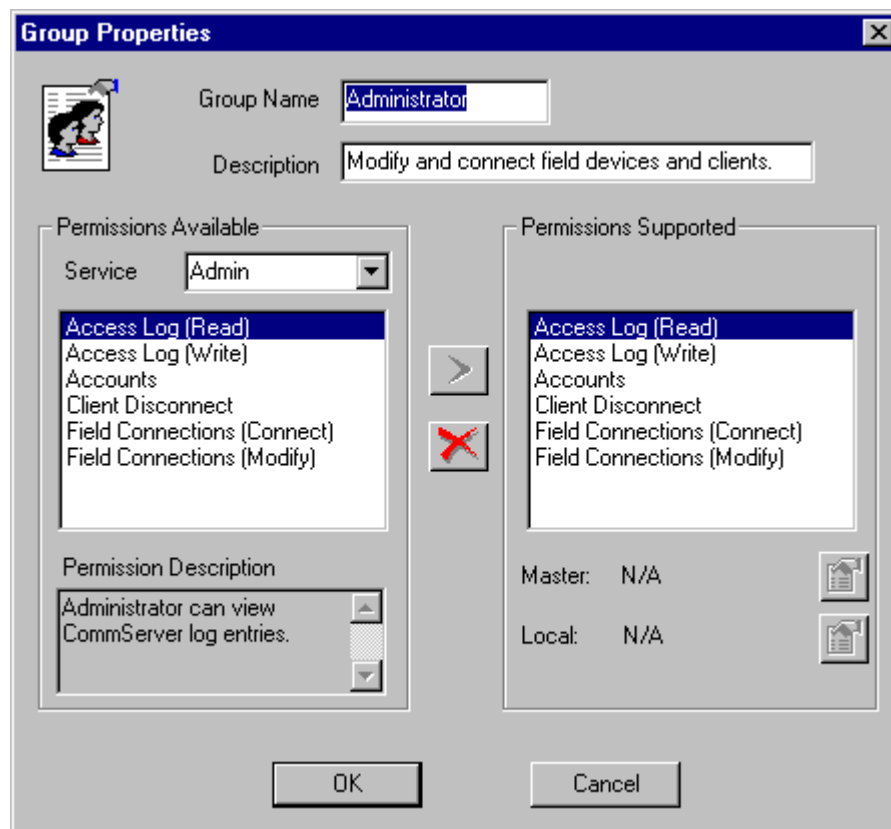 Group Properties
Group Name Administrator
Description Modify and connect field devices and clients.
Permissions Available
Service Admin
Access Log (Read)
Access Log (Write)
Accounts
Client Disconnect
Field Connections (Connect)
Field Connections (Modify)
Permission Description
Administrator can view
CommServer log entries.
Permissions Supported
Access Log (Read)
Access Log (Write)
Accounts
Client Disconnect
Field Connections (Connect)
Field Connections (Modify)
Master: N/A
Local: N/A
OK
Cancel